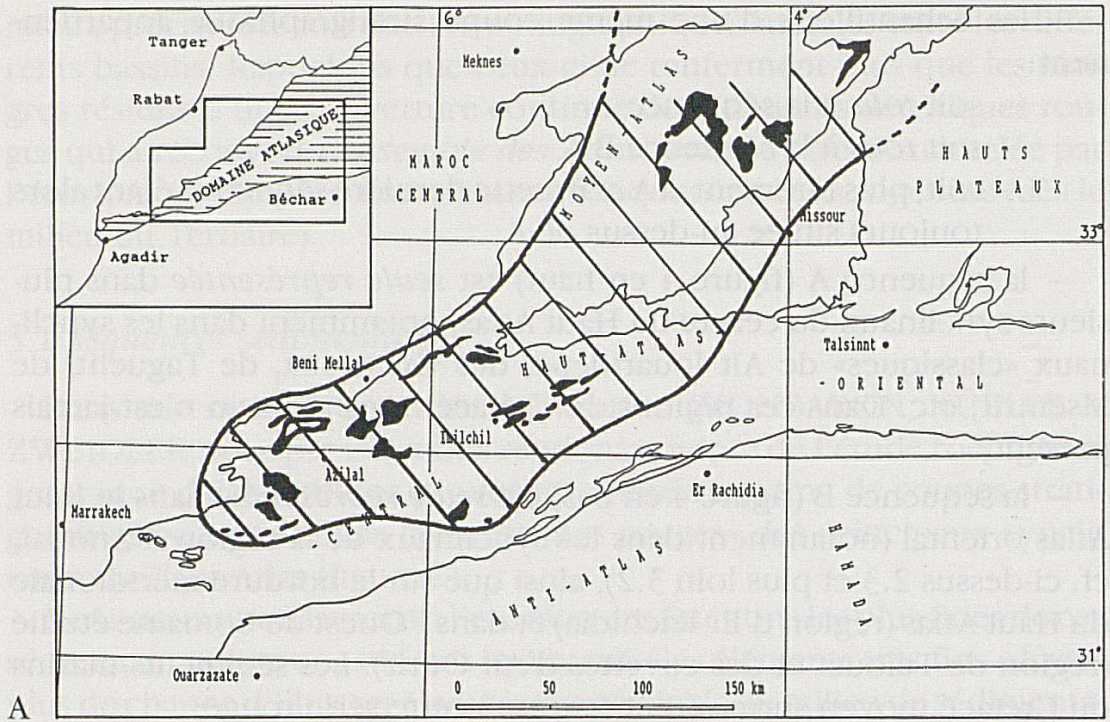 6°
4°
Tanger
Meknes
Rabat
DOMAINE ATLASIQUE
MOYEN ATLAS
MAROC
CENTRAL
HAUT
PLATEAUX
Béchar
Missour
33°
Agadir
Beni Mellal
HAUT ATLAS
Talsinnt
- ORIENTAL
Imilchil
Azilal
Er Rachidia
Marrakech
CENTRAL
HAMADA
ANTI-ATLAS
31°
Ouarzazate
0 50 100 150 km
A